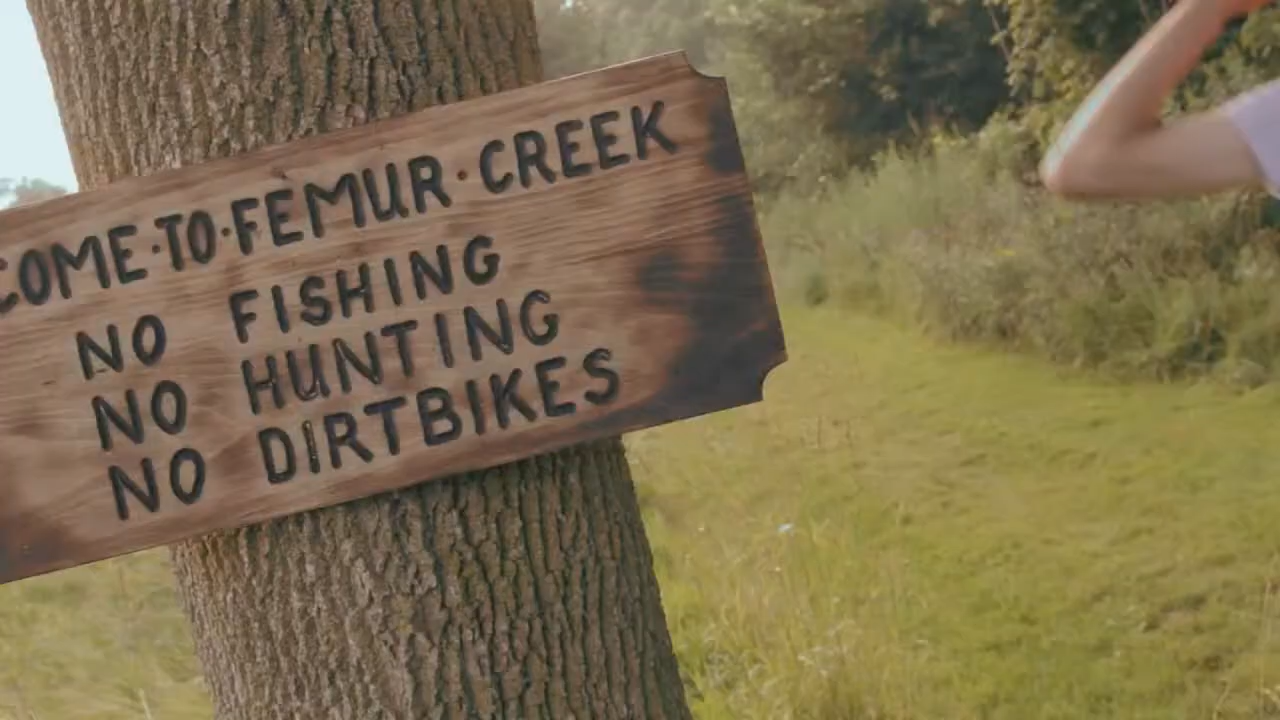 COME·TO·FEMUR·CREEK
NO FISHING
NO HUNTING
NO DIRTBIKES